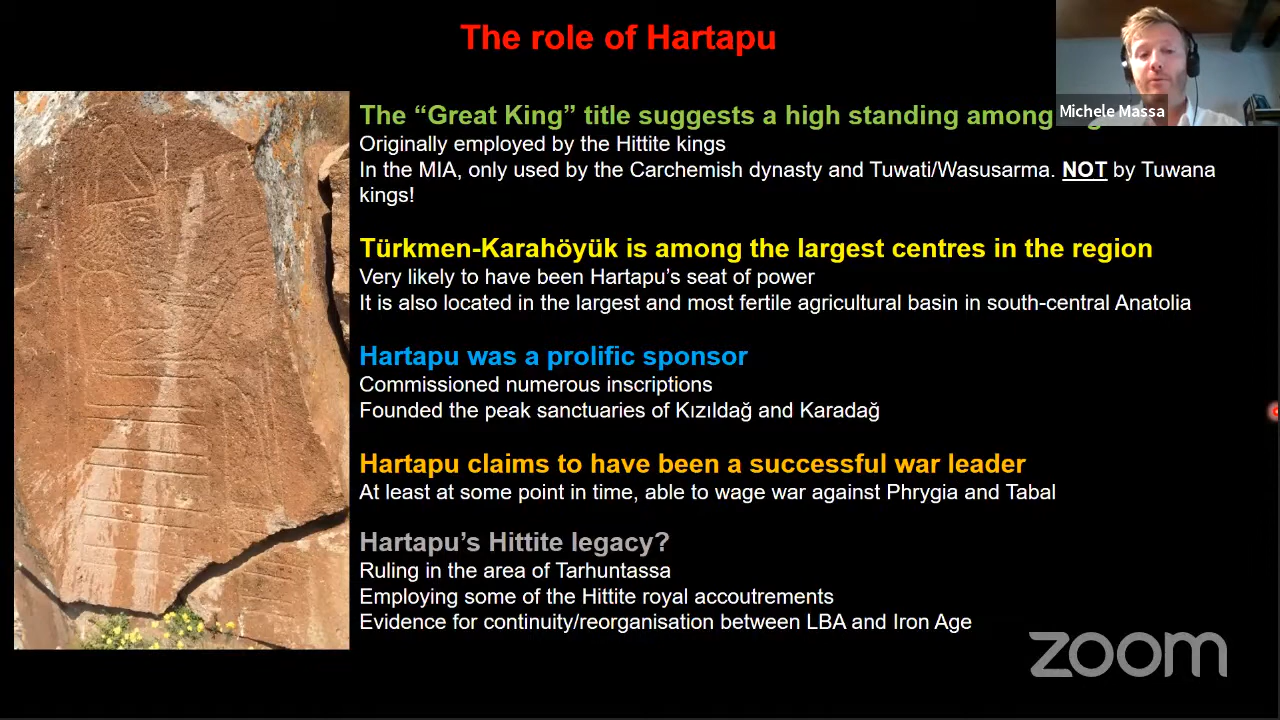 The role of Hartapu
Michele Massa
The “Great King” title suggests a high standing among
Originally employed by the Hittite kings
In the MIA, only used by the Carchemish dynasty and Tuwati/Wasusarma. NOT by Tuwana
kings!
Türkmen-Karahöyük is among the largest centres in the region
Very likely to have been Hartapu’s seat of power
It is also located in the largest and most fertile agricultural basin in south-central Anatolia
Hartapu was a prolific sponsor
Commissioned numerous inscriptions
Founded the peak sanctuaries of Kızıldağ and Karadağ
Hartapu claims to have been a successful war leader
At least at some point in time, able to wage war against Phrygia and Tabal
Hartapu’s Hittite legacy?
Ruling in the area of Tarhuntassa
Employing some of the Hittite royal accoutrements
Evidence for continuity/reorganisation between LBA and Iron Age
zoom